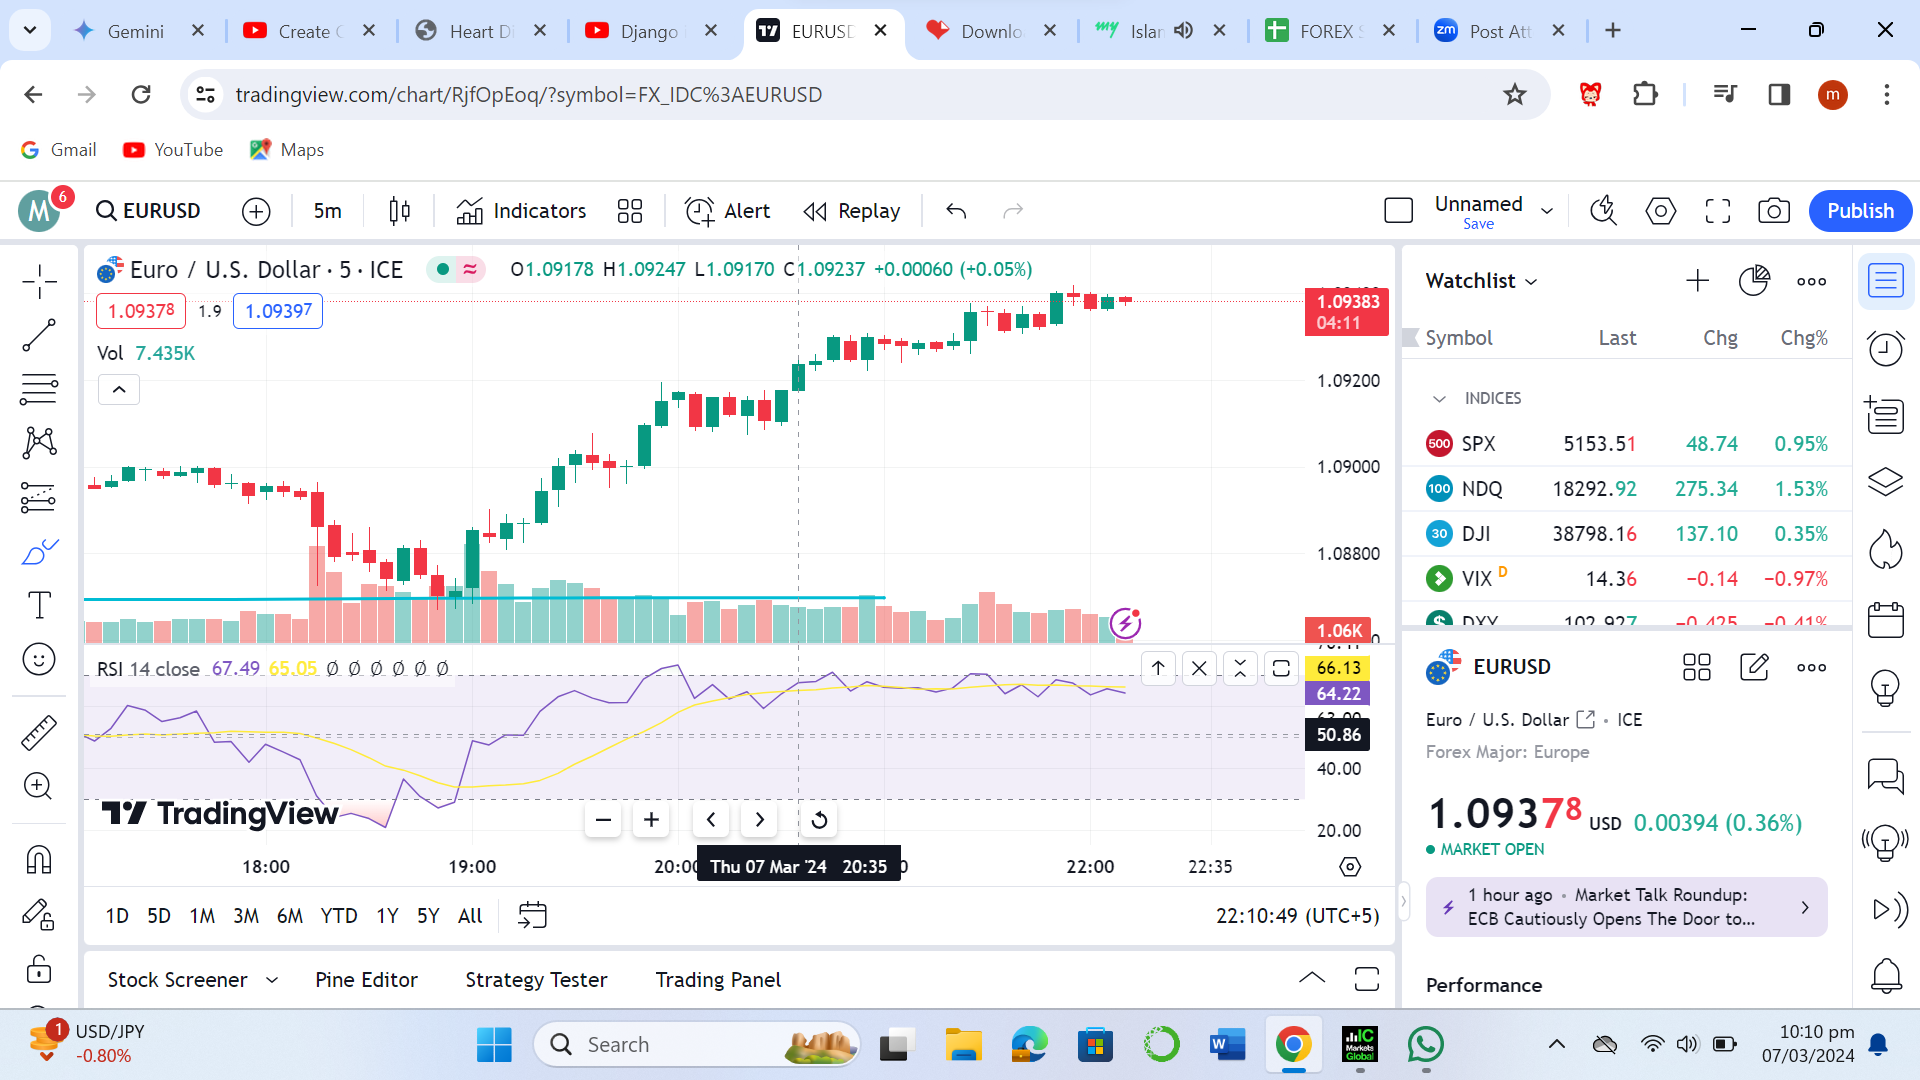 Gemini
Create
Heart Di
Django
EURUSD
Downlo
my
Islar
FOREX S
zm
Post Att
tradingview.com/chart/RjfOpEoq/?symbol=FX_IDC%3AEURUSD
m
Gmail
YouTube
Maps
M
6
EURUSD
5m
Indicators
Alert
Replay
Unnamed
Save
Publish
Euro / U.S. Dollar · 5 · ICE
O1.09178 H1.09247 L1.09170 C1.09237 +0.00060 (+0.05%)
1.09378
1.9
1.09397
Vol 7.435K
1.09383
04:11
1.09200
1.09000
1.08800
1.06K
RSI 14 close 67.49 65.05 Ø Ø Ø Ø Ø Ø
66.13
64.22
50.86
40.00
20.00
TradingView
18:00
19:00
Thu 07 Mar '24 20:35
22:00
22:35
1D 5D 1M 3M 6M YTD 1Y 5Y All
22:10:49 (UTC+5)
Stock Screener
Pine Editor
Strategy Tester
Trading Panel
Watchlist
Symbol Last Chg Chg%
INDICES
500 SPX 5153.51 48.74 0.95%
100 NDQ 18292.92 275.34 1.53%
30 DJI 38798.16 137.10 0.35%
VIX D 14.36 −0.14 −0.97%
DXY 102.927 −0.425 −0.41%
EURUSD
Euro / U.S. Dollar • ICE
Forex Major: Europe
1.09378 USD 0.00394 (0.36%)
MARKET OPEN
1 hour ago • Market Talk Roundup:
ECB Cautiously Opens The Door to...
Performance
1
USD/JPY
-0.80%
Search
W
IC
Markets
Global
10:10 pm
07/03/2024